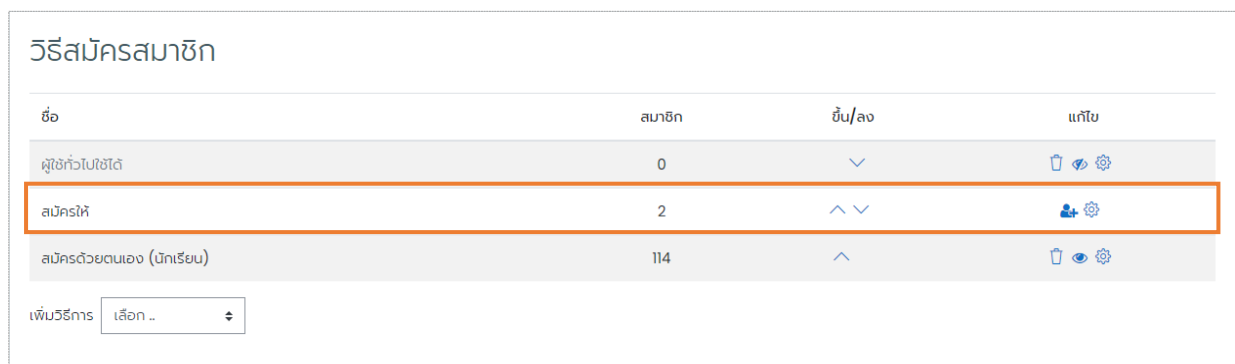 วิธีสมัครสมาชิก
ชื่อ สมาชิก ขึ้น/ลง แก้ไข
ผู้ใช้ทั่วไปใช้ได้ 0
สมัครให้ 2
สมัครด้วยตนเอง (นักเรียน) 114
เพิ่มวิธีการ เลือก ..